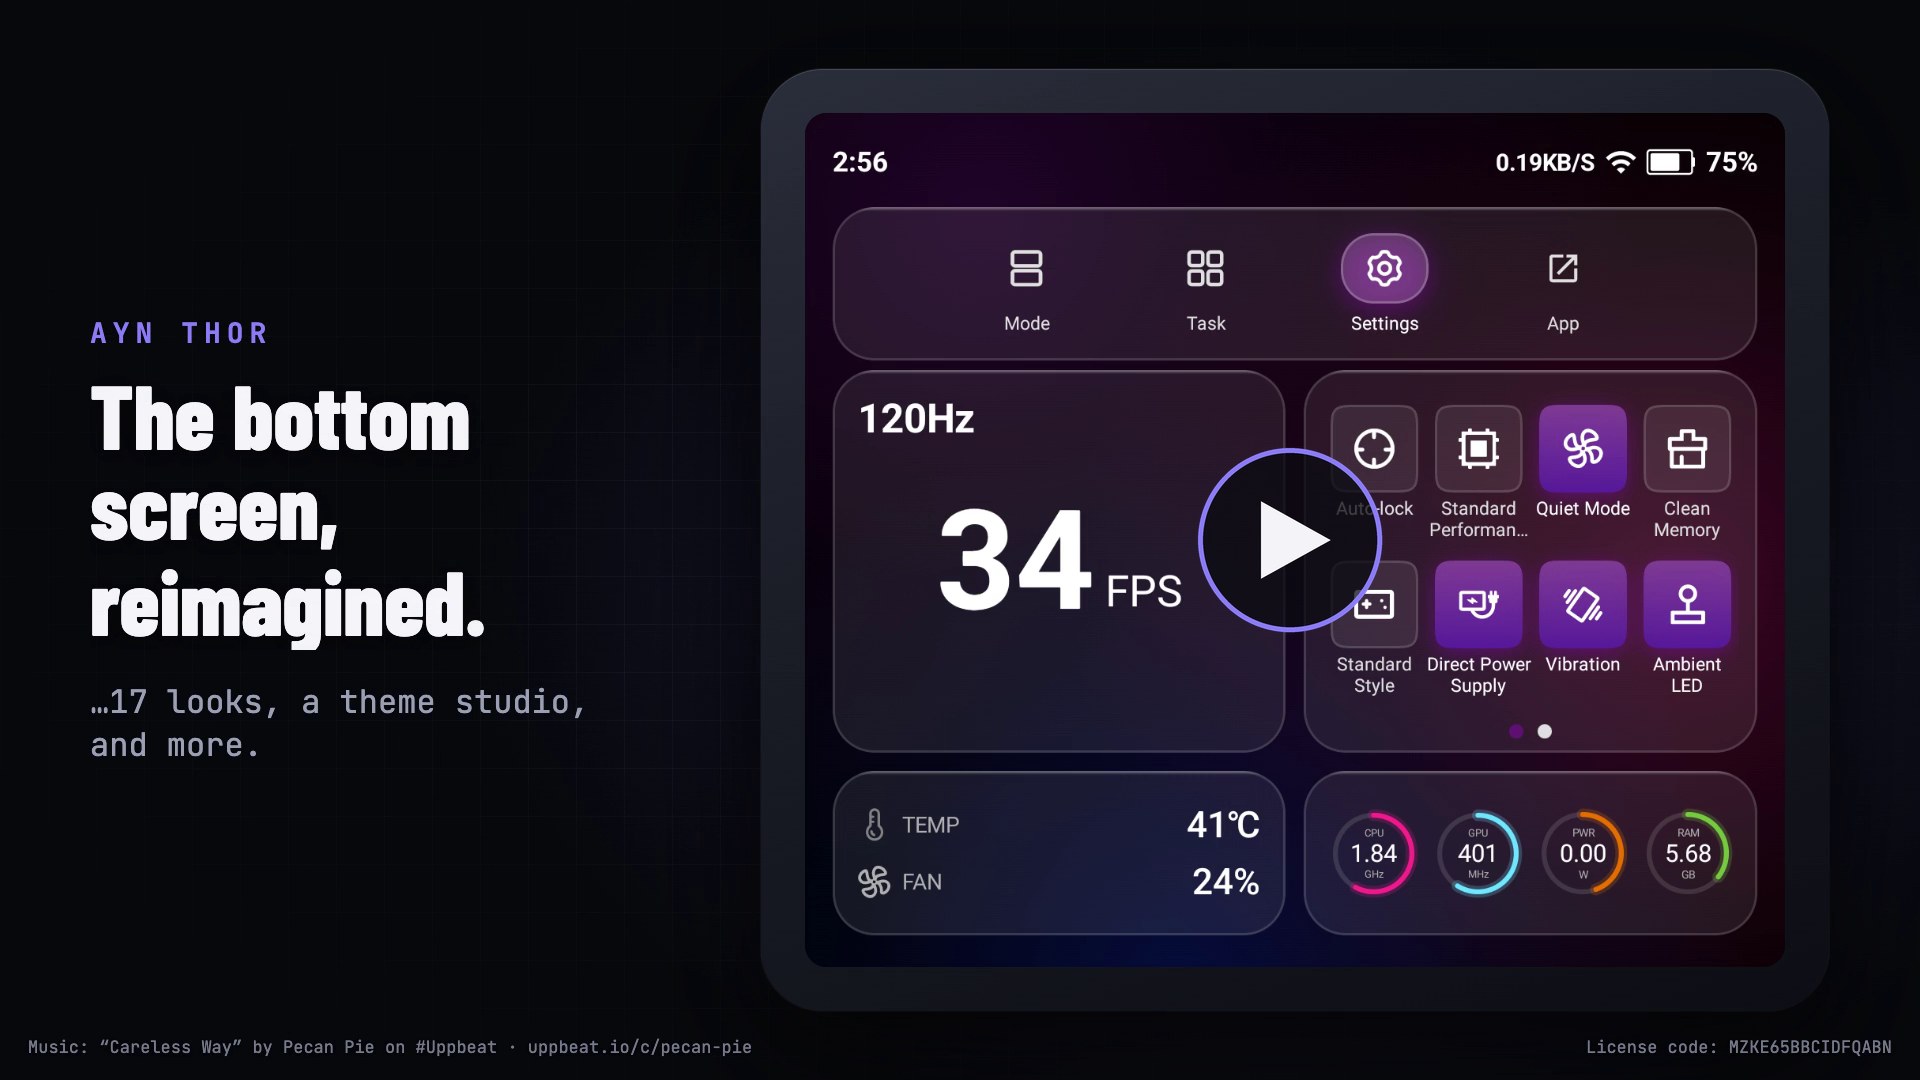 AYN THOR
The bottom
screen,
reimagined.
…17 looks, a theme studio,
and more.
2:56
0.19KB/S 75%
Mode Task Settings App
120Hz
34 FPS
Auto-lock
Standard
Performan...
Quiet Mode
Clean
Memory
Standard
Style
Direct Power
Supply
Vibration
Ambient
LED
TEMP 41°C
FAN 24%
CPU
1.84
GHz
GPU
401
MHz
PWR
0.00
W
RAM
5.68
GB
Music: “Careless Way” by Pecan Pie on #Uppbeat · uppbeat.io/c/pecan-pie
License code: MZKE65BBCIDFQABN